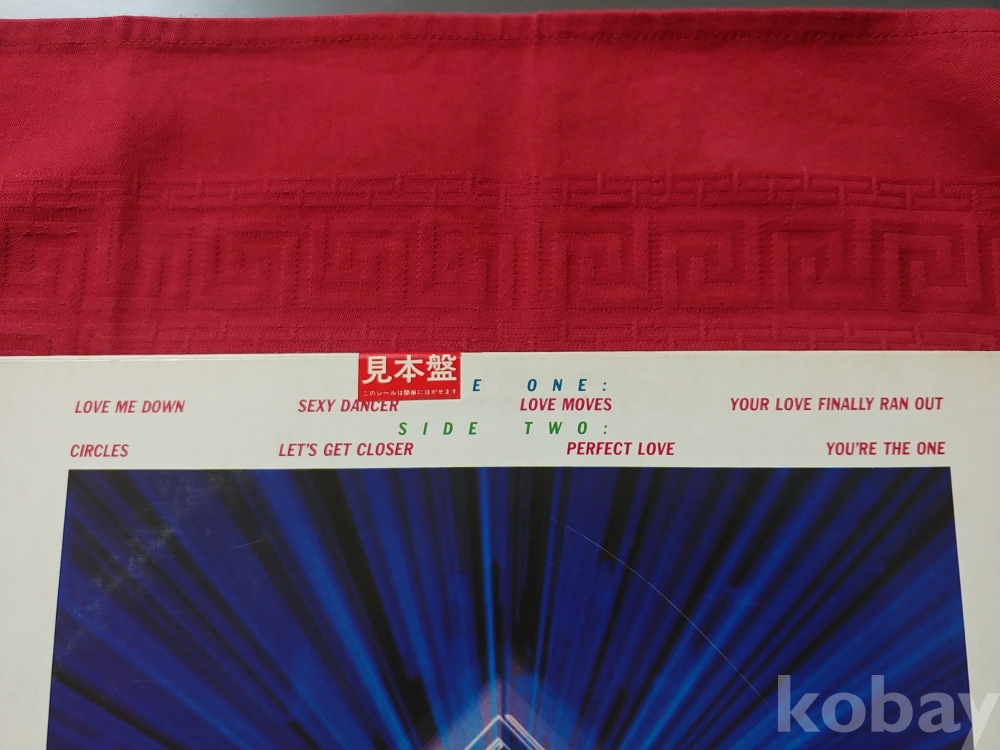 見本盤
このシールは簡単にはがせます
E ONE:
LOVE ME DOWN SEXY DANCER LOVE MOVES YOUR LOVE FINALLY RAN OUT
SIDE TWO:
CIRCLES LET'S GET CLOSER PERFECT LOVE YOU'RE THE ONE
kobay